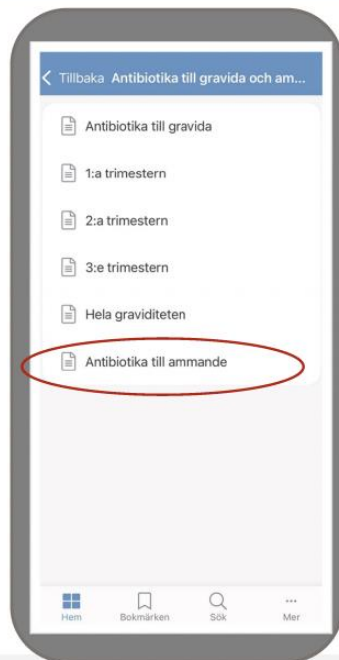 Tillbaka Antibiotika till gravida och am...
Antibiotika till gravida
1:a trimestern
2:a trimestern
3:e trimestern
Hela graviditeten
Antibiotika till ammande
Hem Bokmärken Sök Mer